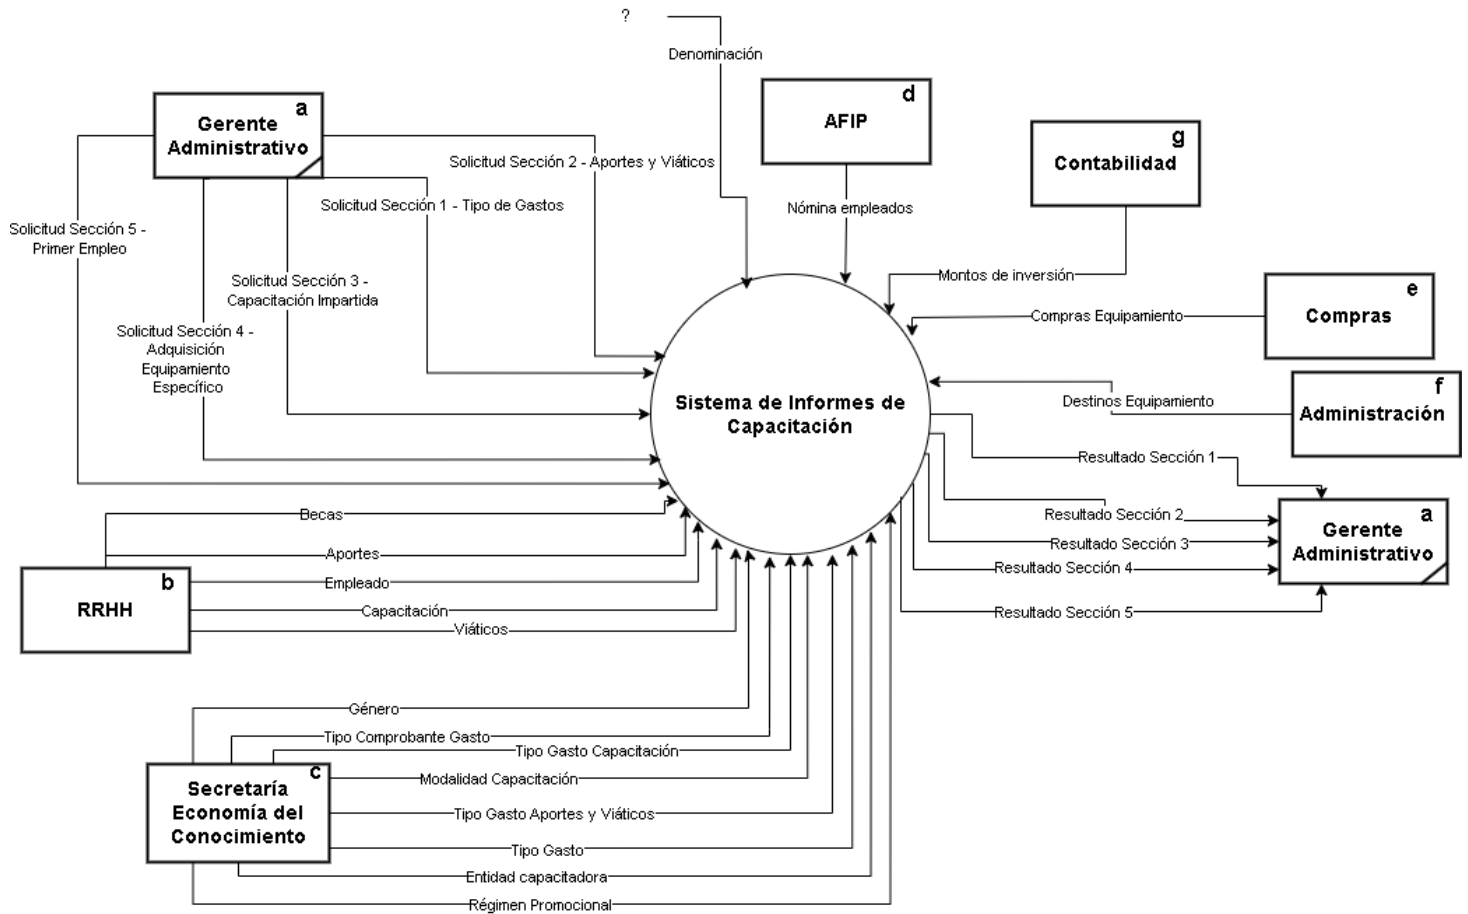 ?
Denominación
a
Gerente
Administrativo
d
AFIP
g
Contabilidad
Solicitud Sección 2 - Aportes y Viáticos
Solicitud Sección 1 - Tipo de Gastos
Nómina empleados
Solicitud Sección 5 -
Primer Empleo
Solicitud Sección 3 -
Capacitación Impartida
Montos de inversión
e
Compras
Compras Equipamiento
Solicitud Sección 4 -
Adquisición
Equipamiento
Específico
Sistema de Informes de
Capacitación
f
Administración
Destinos Equipamiento
Resultado Sección 1
Resultado Sección 2
Resultado Sección 3
Resultado Sección 4
Resultado Sección 5
a
Gerente
Administrativo
Becas
Aportes
Empleado
Capacitación
Viáticos
b
RRHH
Género
Tipo Comprobante Gasto
Tipo Gasto Capacitación
Modalidad Capacitación
Tipo Gasto Aportes y Viáticos
Tipo Gasto
Entidad capacitadora
Régimen Promocional
c
Secretaría
Economía del
Conocimiento